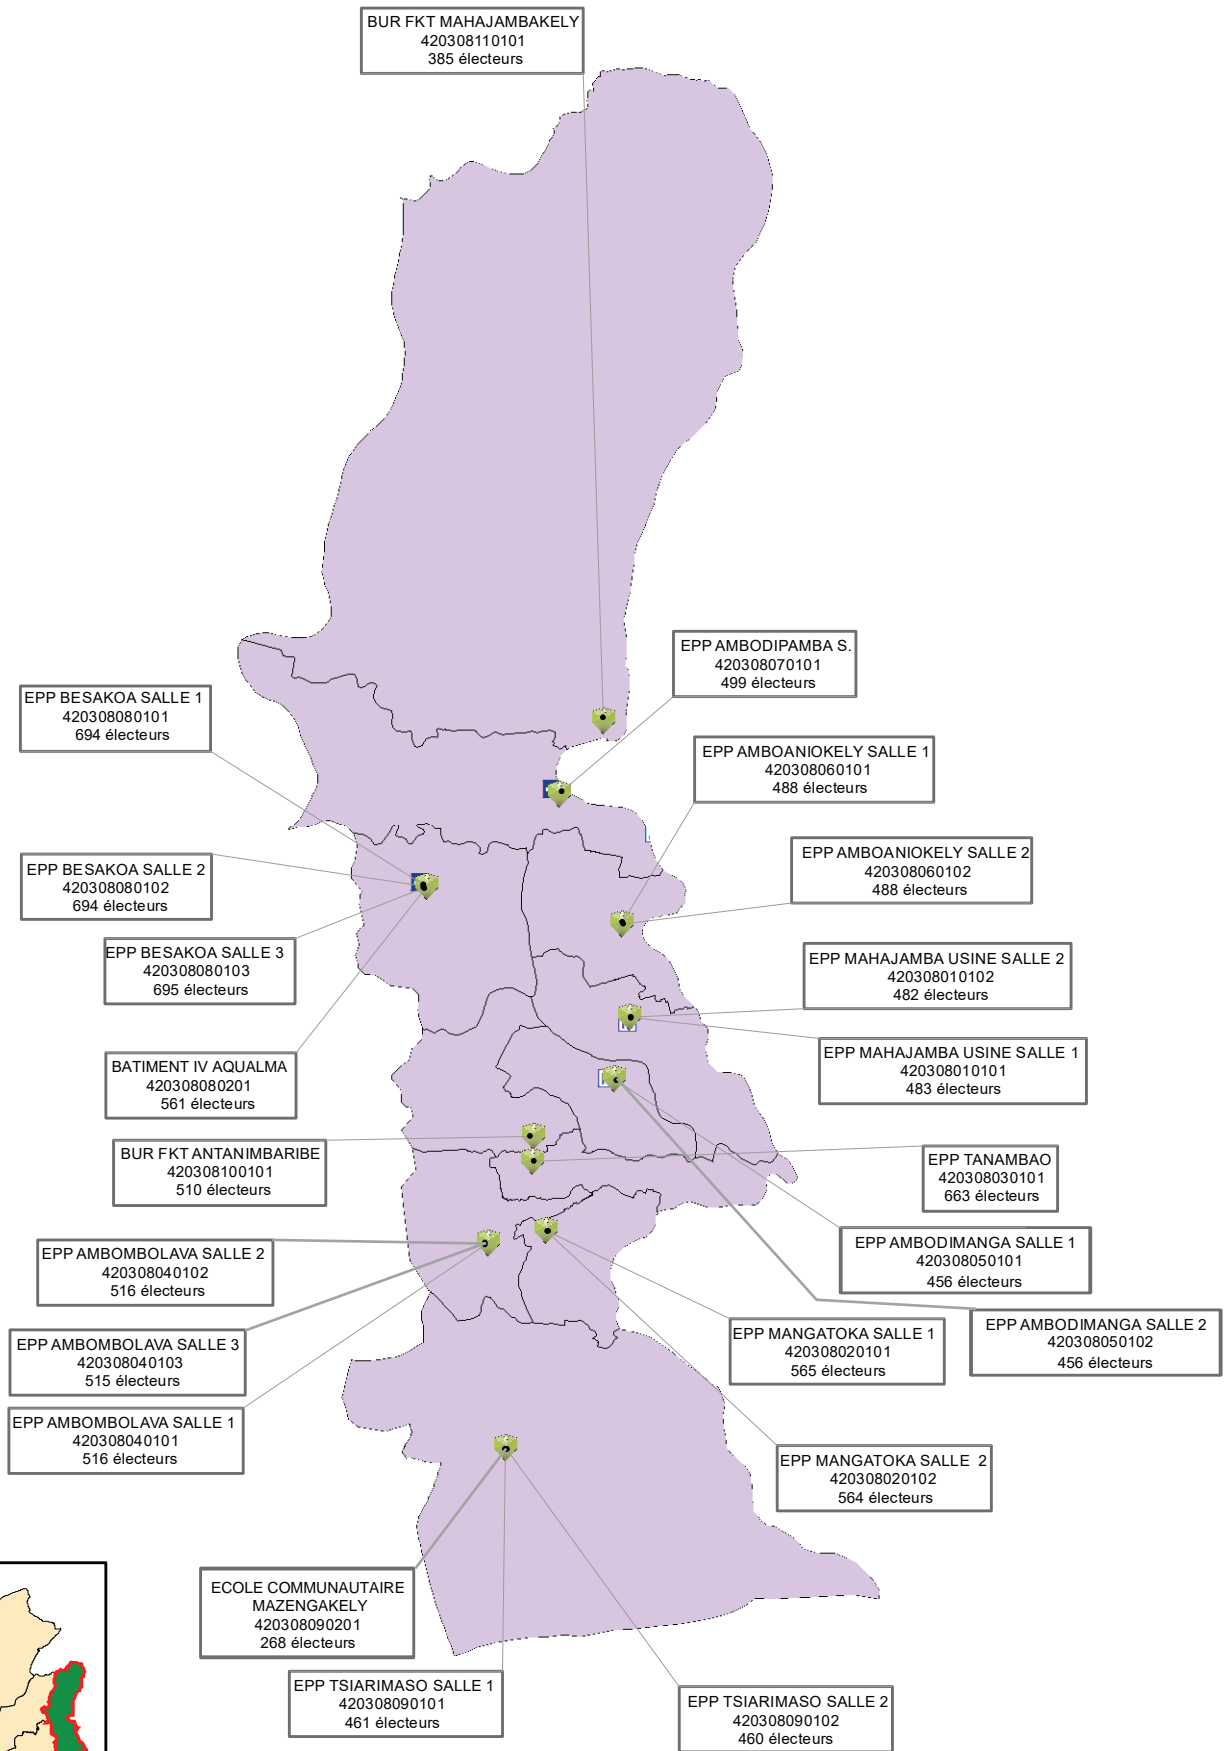 BUR FKT MAHAJAMBAKELY
420308110101
385 électeurs
EPP AMBODIPAMBA S.
420308070101
499 électeurs
EPP BESAKOA SALLE 1
420308080101
694 électeurs
EPP AMBOANIOKELY SALLE 1
420308060101
488 électeurs
EPP AMBOANIOKELY SALLE 2
420308060102
488 électeurs
EPP BESAKOA SALLE 2
420308080102
694 électeurs
EPP BESAKOA SALLE 3
420308080103
695 électeurs
EPP MAHAJAMBA USINE SALLE 2
420308010102
482 électeurs
EPP MAHAJAMBA USINE SALLE 1
420308010101
483 électeurs
BATIMENT IV AQUALMA
420308080201
561 électeurs
BUR FKT ANTANIMBARIBE
420308100101
510 électeurs
EPP TANAMBAO
420308030101
663 électeurs
EPP AMBODIMANGA SALLE 1
420308050101
456 électeurs
EPP AMBOMBOLAVA SALLE 2
420308040102
516 électeurs
EPP AMBODIMANGA SALLE 2
420308050102
456 électeurs
EPP MANGATOKA SALLE 1
420308020101
565 électeurs
EPP AMBOMBOLAVA SALLE 3
420308040103
515 électeurs
EPP AMBOMBOLAVA SALLE 1
420308040101
516 électeurs
EPP MANGATOKA SALLE 2
420308020102
564 électeurs
ECOLE COMMUNAUTAIRE
MAZENGAKELY
420308090201
268 électeurs
EPP TSIARIMASO SALLE 1
420308090101
461 électeurs
EPP TSIARIMASO SALLE 2
420308090102
460 électeurs